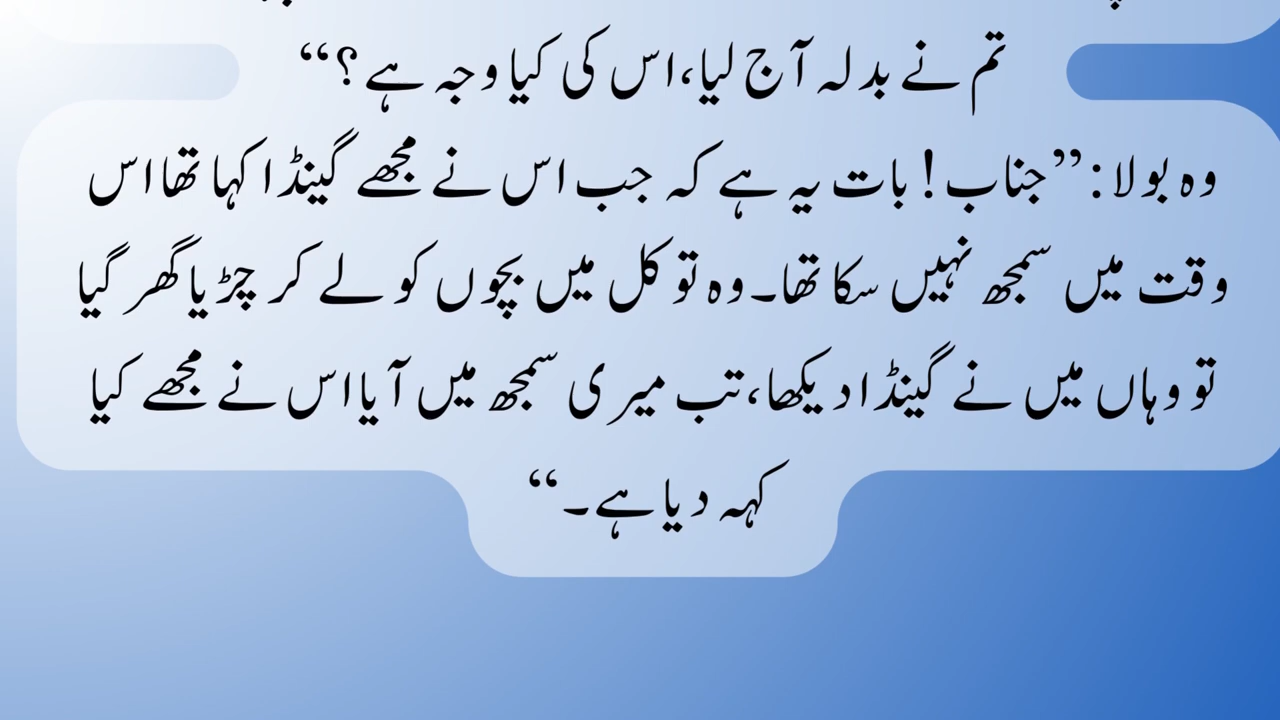 تم نے بدلہ آج لیا،اس کی کیا وجہ ہے؟“
وہ بولا:”جناب! بات یہ ہے کہ جب اس نے مجھے گینڈا کہا تھا اس
وقت میں سمجھ نہیں سکا تھا۔وہ تو کل میں بچوں کو لے کر چڑیا گھر گیا
تو وہاں میں نے گینڈا دیکھا،تب میری سمجھ میں آیا اس نے مجھے کیا
کہہ دیا ہے۔“